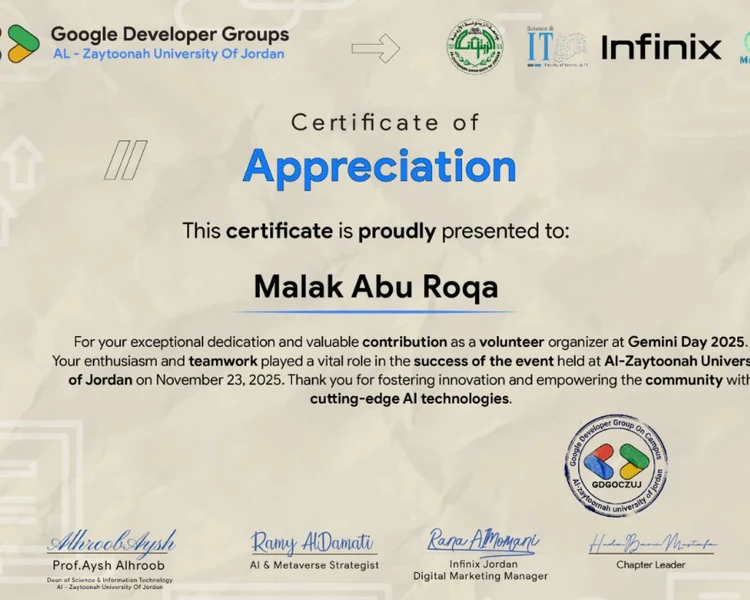 Google Developer Groups
AL - Zaytoonah University Of Jordan
Science &
IT
Infinix
Certificate of
Appreciation
This certificate is proudly presented to:
Malak Abu Roqa
For your exceptional dedication and valuable contribution as a volunteer organizer at Gemini Day 2025.
Your enthusiasm and teamwork played a vital role in the success of the event held at Al-Zaytoonah Univers
of Jordan on November 23, 2025. Thank you for fostering innovation and empowering the community with
cutting-edge AI technologies.
Google Developer Group On Campus
GDGOCZUJ
Al-zaytoonah university of jordan
AlhroobAysh
Prof.Aysh Alhroob
Dean of Science & Information Technology
Al - Zaytoonah University Of Jordan
Ramy AlDamati
AI & Metaverse Strategist
Rana AlMomani
Infinix Jordan
Digital Marketing Manager
Chapter Leader